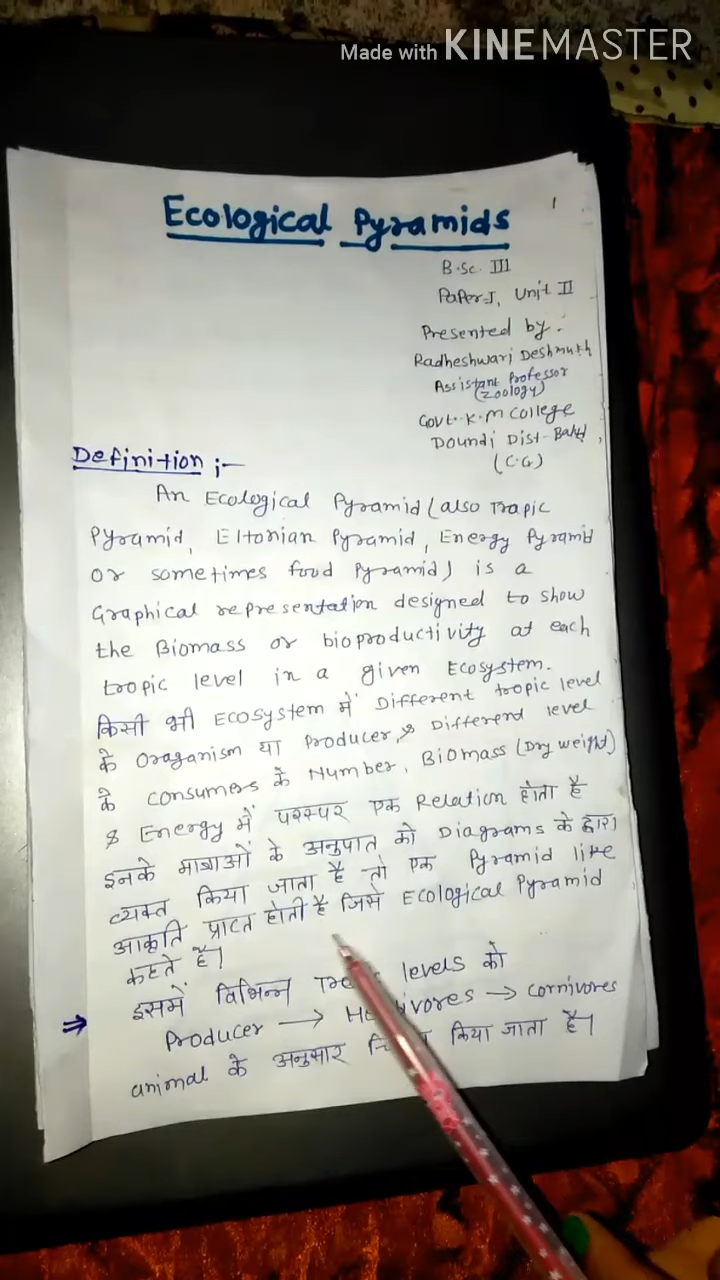 Made with KINEMASTER
Ecological Pyramids
1
B.Sc. III
Paper-I, Unit II
Presented by :
Radheshwari Deshmukh
Assistant Professor
(Zoology)
Govt. K.M College
Doundi Dist-
(C.G)
Definition ;-
An Ecological Pyramid (also Tropic
Pyramid, Eltonian Pyramid, Energy Pyramid
or sometimes food Pyramid) is a
Graphical representation designed to show
the Biomass or bioproductivity at each
tropic level in a given Ecosystem.
किसी भी Ecosystem में Different tropic level
के Oraganism या Producer, & Different level
के Consumers के Number, Biomass (Dry weight)
& Energy में परस्पर एक Relation होता है
इनके मात्राओं के अनुपात को Diagrams के द्वारा
व्यक्त किया जाता है तो एक Pyramid like
आकृति प्राप्त होती है जिसे Ecological Pyramid
कहते है।
⇒ इसमें विभिन्न levels को
Producer → → Cornivores
animal के अनुसार किया जाता है।